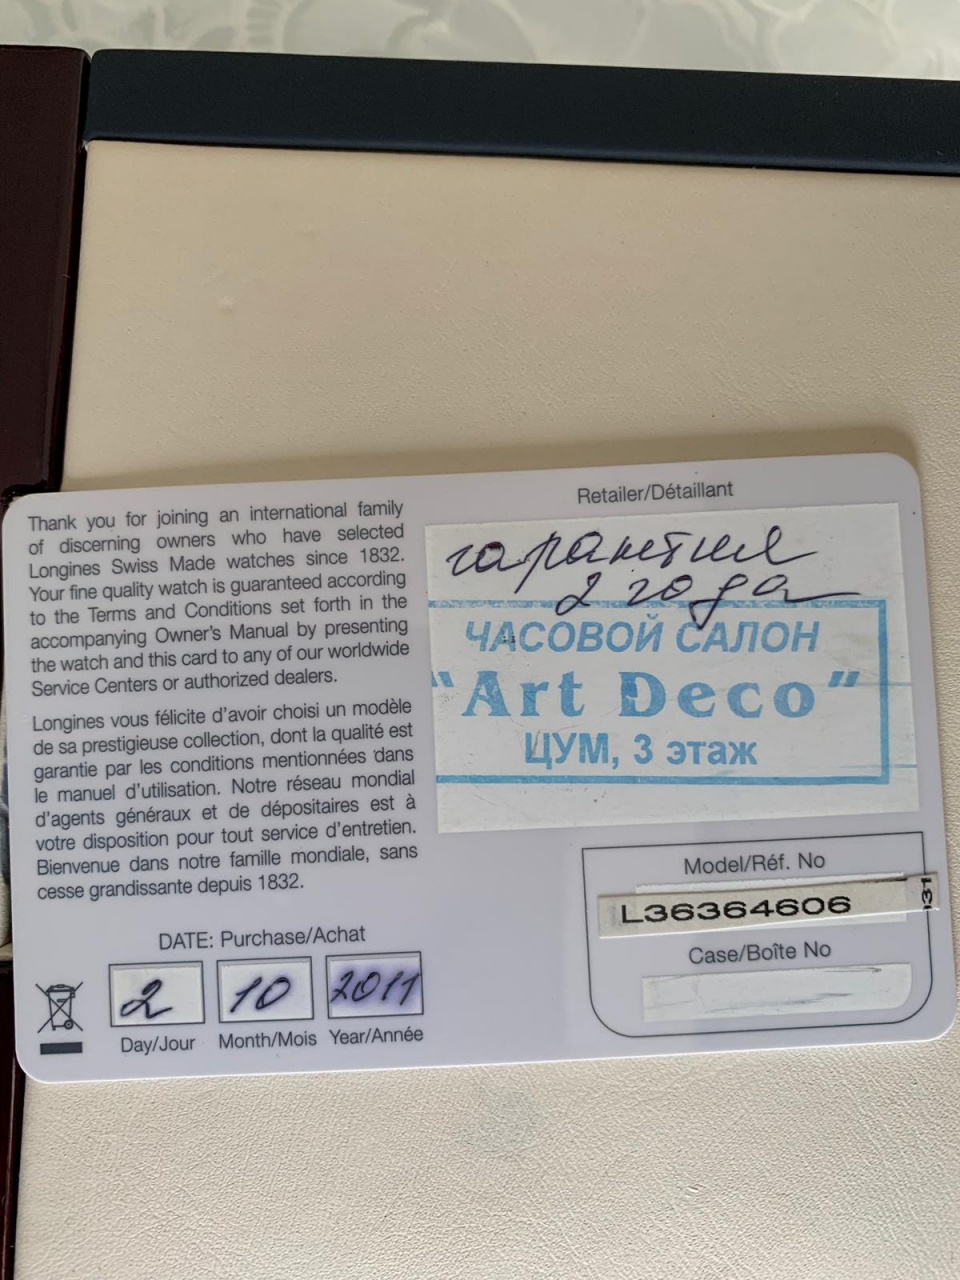 Thank you for joining an international family
of discerning owners who have selected
Longines Swiss Made watches since 1832.
Your fine quality watch is guaranteed according
to the Terms and Conditions set forth in the
accompanying Owner's Manual by presenting
the watch and this card to any of our worldwide
Service Centers or authorized dealers.
Longines vous félicite d'avoir choisi un modèle
de sa prestigieuse collection, dont la qualité est
garantie par les conditions mentionnées dans
le manuel d'utilisation. Notre réseau mondial
d'agents généraux et de dépositaires est à
votre disposition pour tout service d'entretien.
Bienvenue dans notre famille mondiale, sans
cesse grandissante depuis 1832.
DATE: Purchase/Achat
2 10 2011
Day/Jour Month/Mois Year/Année
Retailer/Détaillant
гарантия
2 года
ЧАСОВОЙ САЛОН
"Art Deco"
ЦУМ, 3 этаж
Model/Réf. No
L36364606
Case/Boîte No